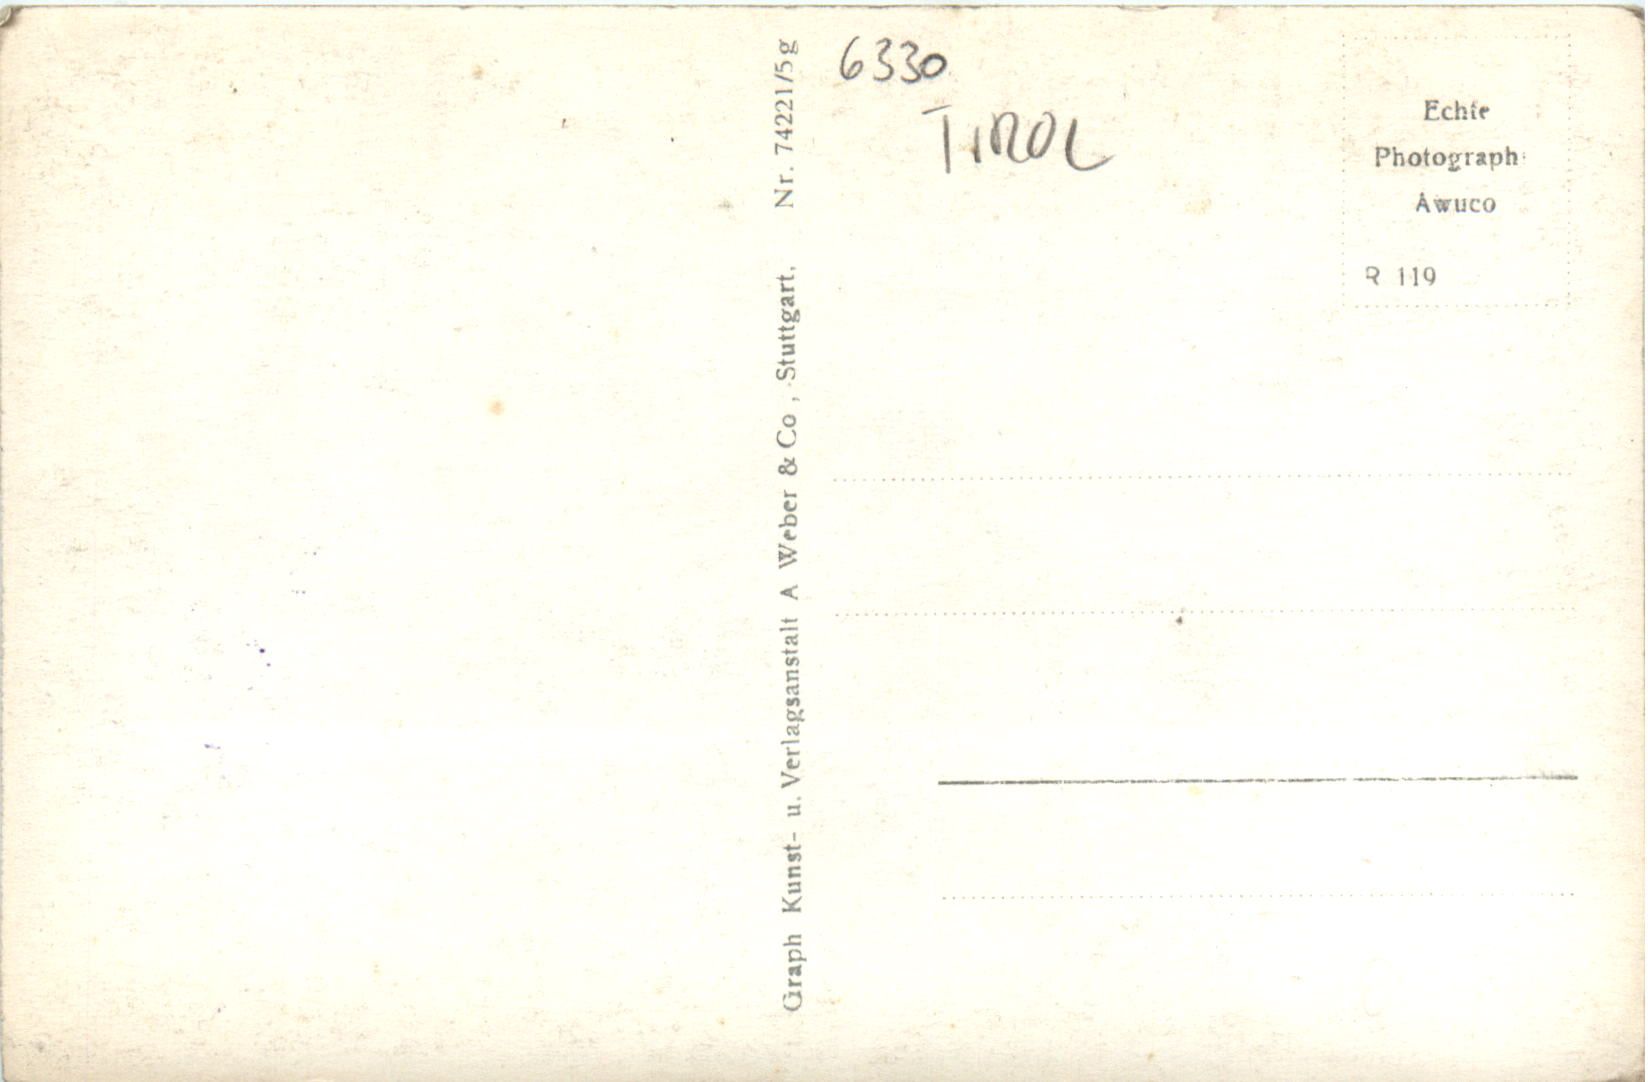 Graph Kunst- u. Verlagsanstalt A Weber & Co, Stuttgart. Nr. 74221/5g
6330
TIROL
Echte
Photograph
Awuco
R 119